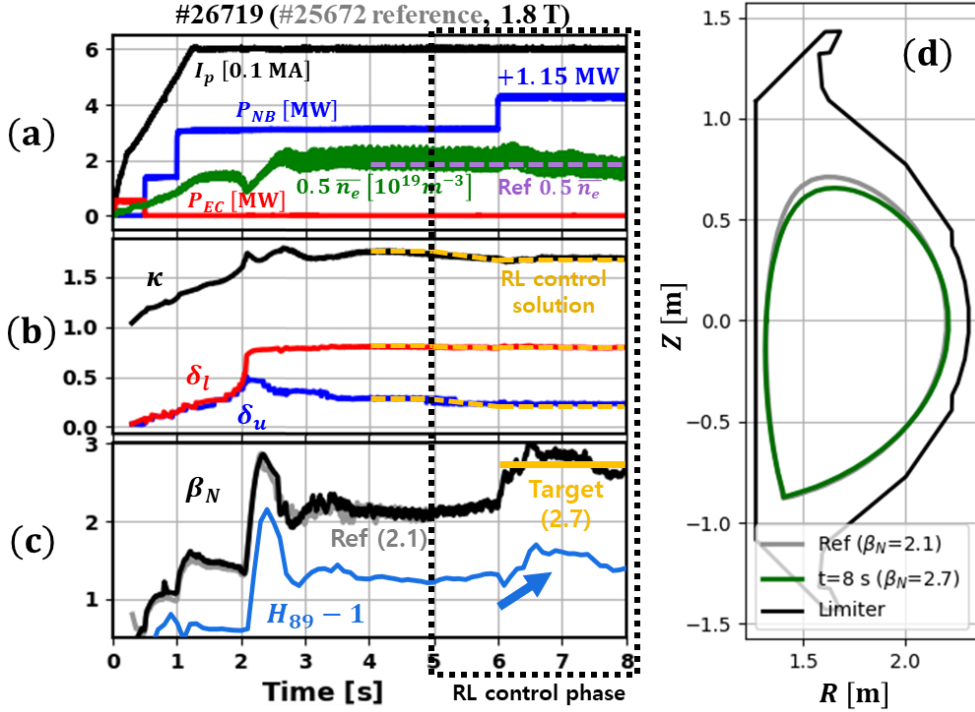 #26719 (#25672 reference, 1.8 T)
(a)
6
4
2
0
I_p [0.1 MA]
+1.15 MW
P_NB [MW]
0.5 n̅_e [10^19 m^-3]
Ref 0.5 n̅_e
P_EC [MW]
(b)
1.5
1.0
0.5
0.0
κ
RL control
solution
δ_l
δ_u
(c)
3
2
1
β_N
Target
(2.7)
Ref (2.1)
H_89 − 1
0 1 2 3 4 5 6 7 8
Time [s]
RL control phase
(d)
1.5
1.0
0.5
0.0
-0.5
-1.0
-1.5
Z [m]
Ref (β_N=2.1)
t=8 s (β_N=2.7)
Limiter
1.5 2.0
R [m]